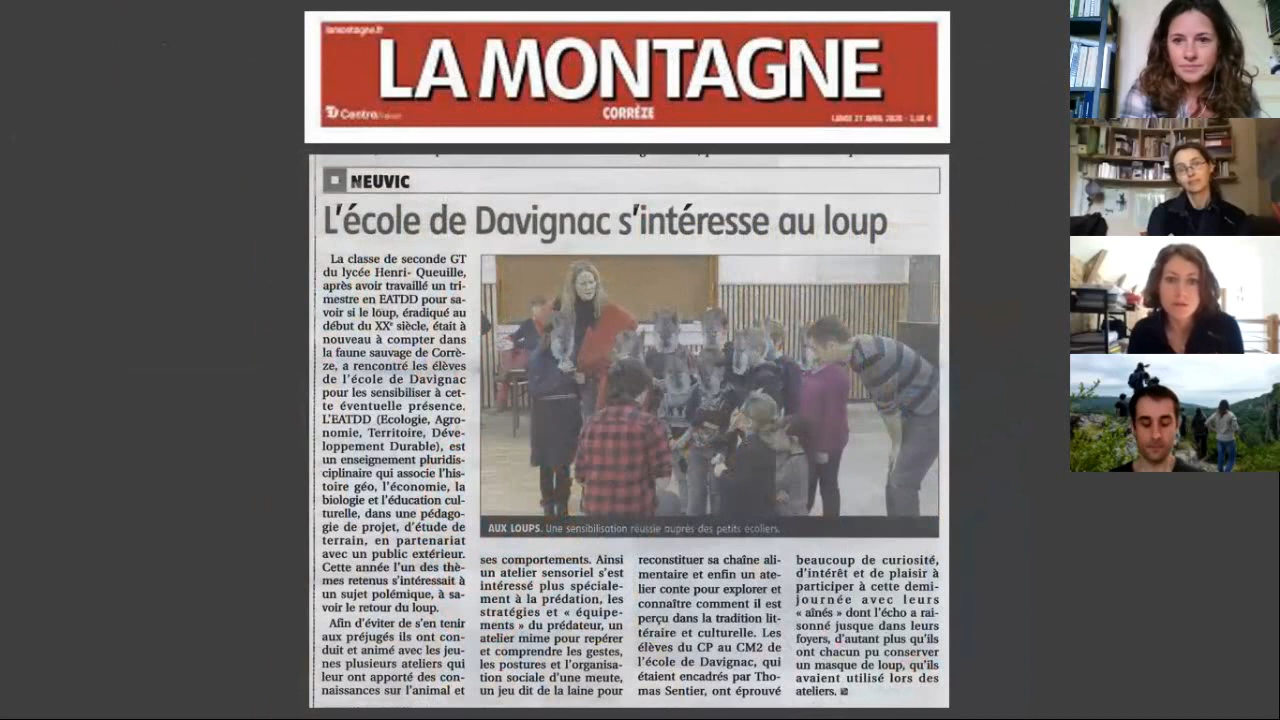 lamontagne.fr
LA MONTAGNE
Centre
CORRÈZE
LUNDI 27 AVRIL 2020 - 1,10 €
■ NEUVIC
L'école de Davignac s'intéresse au loup
La classe de seconde GT
du lycée Henri- Queuille,
après avoir travaillé un tri-
mestre en EATDD pour sa-
voir si le loup, éradiqué au
début du XXᵉ siècle, était à
nouveau à compter dans
la faune sauvage de Corrè-
ze, a rencontré les élèves
de l'école de Davignac
pour les sensibiliser à cet-
te éventuelle présence.
L'EATDD (Ecologie, Agro-
nomie, Territoire, Déve-
loppement Durable), est
un enseignement pluridis-
ciplinaire qui associe l'his-
toire géo, l'économie, la
biologie et l'éducation cul-
turelle, dans une pédago-
gie de projet, d'étude de
terrain, en partenariat
avec un public extérieur.
Cette année l'un des thè-
mes retenus s'intéressait à
un sujet polémique, à sa-
voir le retour du loup.
Afin d'éviter de s'en tenir
aux préjugés ils ont con-
duit et animé avec les jeu-
nes plusieurs ateliers qui
leur ont apporté des con-
naissances sur l'animal et
AUX LOUPS. Une sensibilisation réussie auprès des petits écoliers.
ses comportements. Ainsi
un atelier sensoriel s'est
intéressé plus spéciale-
ment à la prédation, les
stratégies et « équipe-
ments » du prédateur, un
atelier mime pour repérer
et comprendre les gestes,
les postures et l'organisa-
tion sociale d'une meute,
un jeu dit de la laine pour
reconstituer sa chaîne ali-
mentaire et enfin un ate-
lier conte pour explorer et
connaître comment il est
perçu dans la tradition lit-
téraire et culturelle. Les
élèves du CP au CM2 de
l'école de Davignac, qui
étaient encadrés par Tho-
mas Sentier, ont éprouvé
beaucoup de curiosité,
d'intérêt et de plaisir à
participer à cette demi-
journée avec leurs
« aînés » dont l'écho a rai-
sonné jusque dans leurs
foyers, d'autant plus qu'ils
ont chacun pu conserver
un masque de loup, qu'ils
avaient utilisé lors des
ateliers.